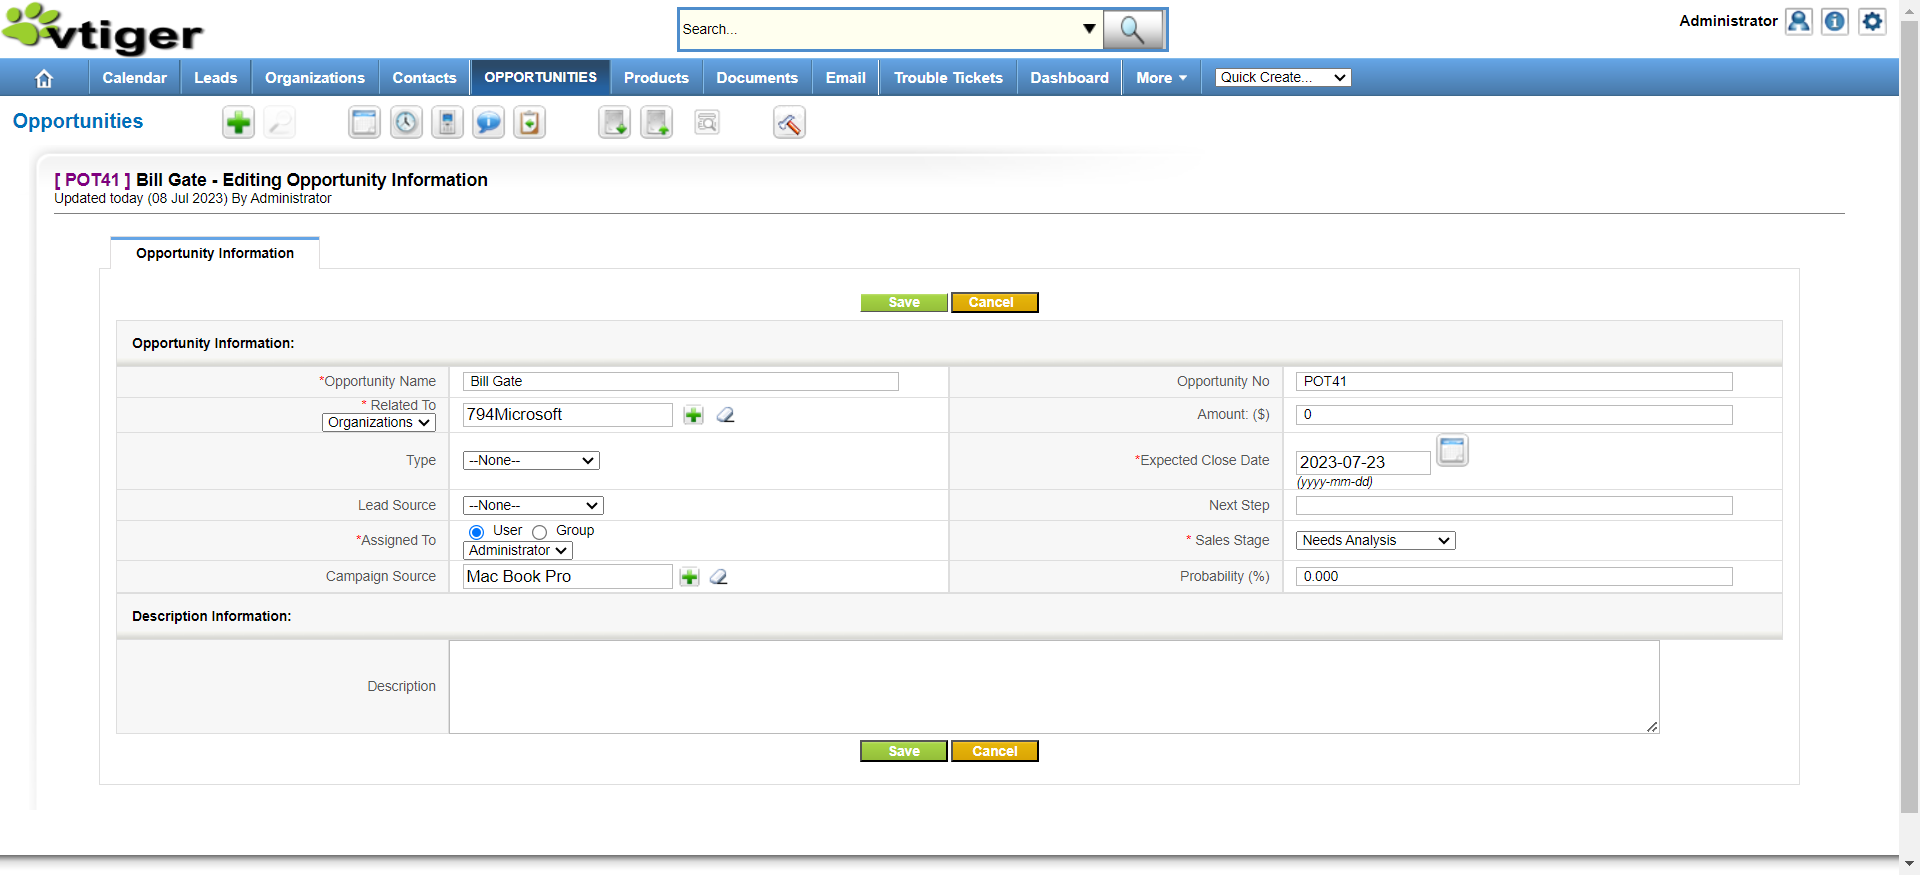 vtiger
Search...
Administrator
Calendar
Leads
Organizations
Contacts
OPPORTUNITIES
Products
Documents
Email
Trouble Tickets
Dashboard
More
Quick Create...
Opportunities
[ POT41 ] Bill Gate - Editing Opportunity Information
Updated today (08 Jul 2023) By Administrator
Opportunity Information
Save
Cancel
Opportunity Information:
*Opportunity Name
Bill Gate
Opportunity No
POT41
* Related To
Organizations
794Microsoft
Amount: ($)
0
Type
--None--
*Expected Close Date
2023-07-23
(yyyy-mm-dd)
Lead Source
--None--
Next Step
*Assigned To
User
Group
Administrator
* Sales Stage
Needs Analysis
Campaign Source
Mac Book Pro
Probability (%)
0.000
Description Information:
Description
Save
Cancel